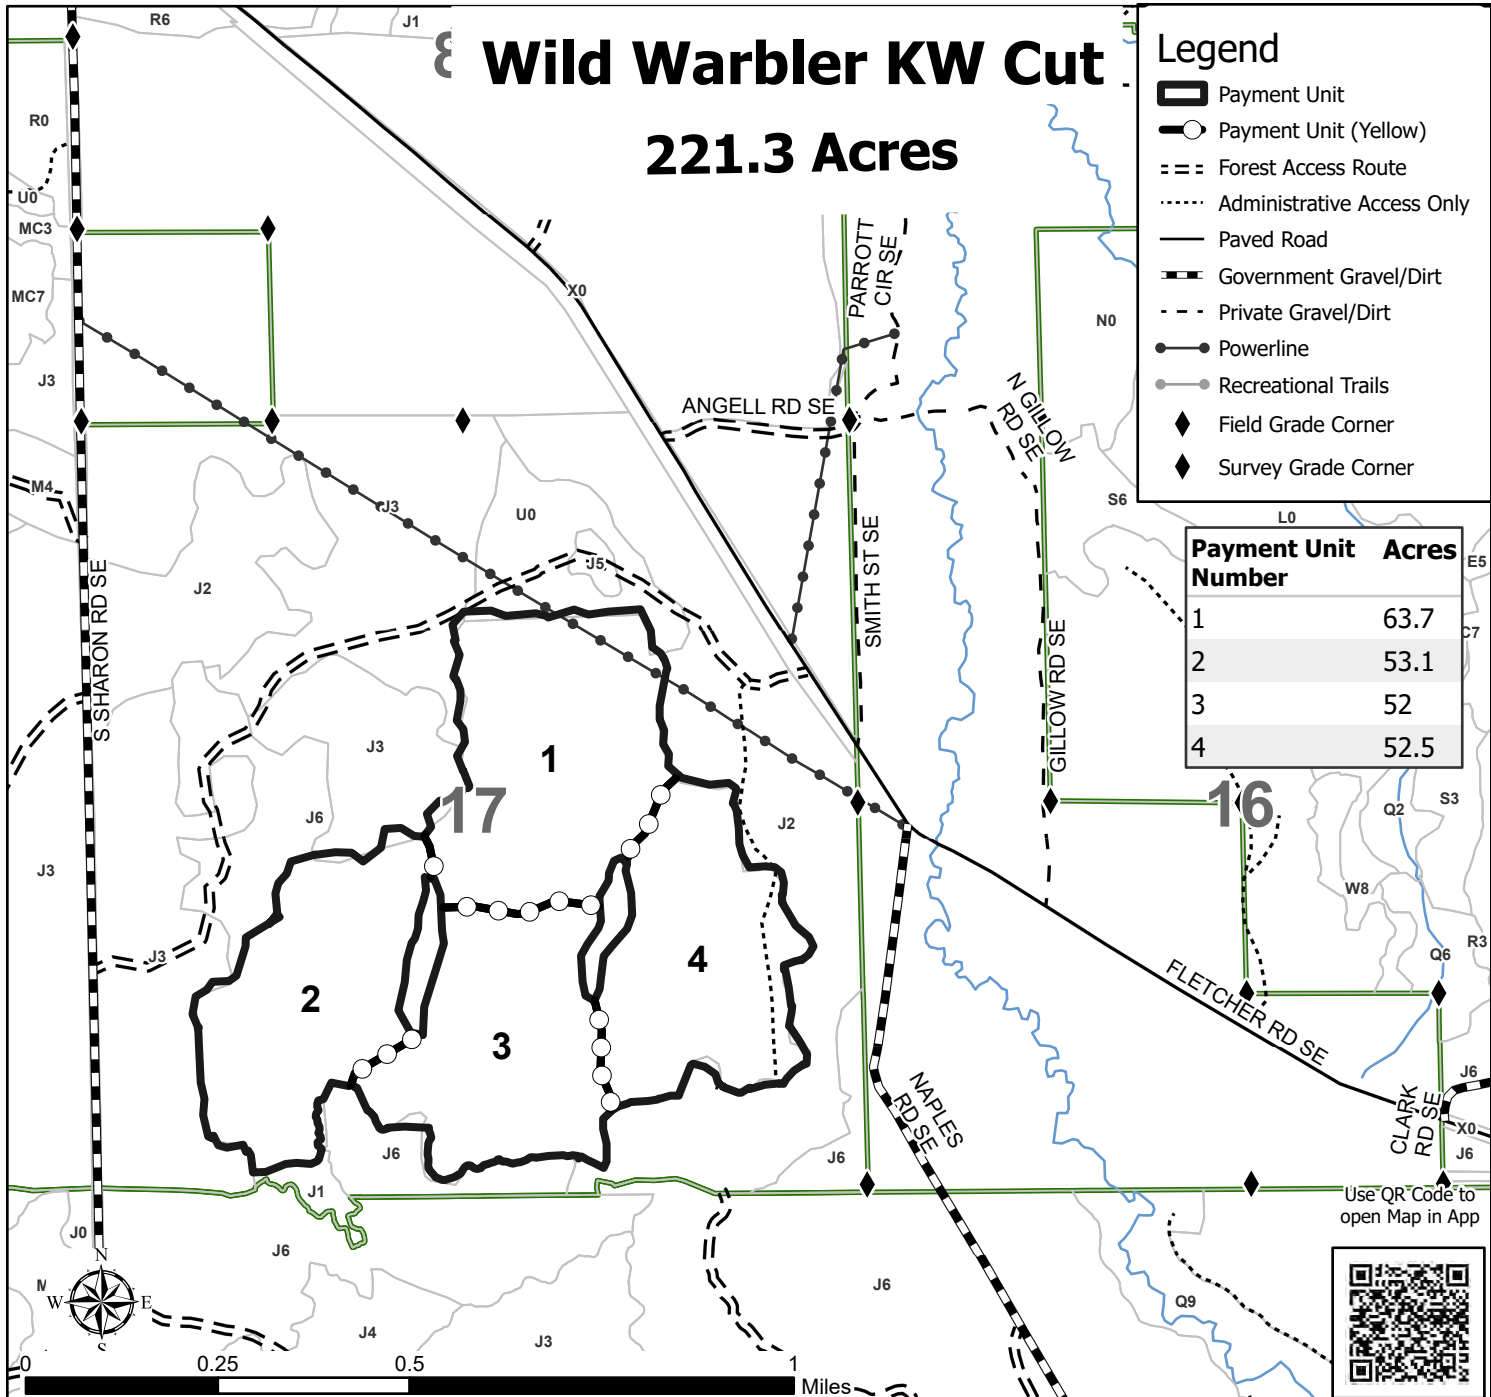 Wild Warbler KW Cut
221.3 Acres
Legend
Payment Unit
Payment Unit (Yellow)
Forest Access Route
Administrative Access Only
Paved Road
Government Gravel/Dirt
Private Gravel/Dirt
Powerline
Recreational Trails
Field Grade Corner
Survey Grade Corner
Payment Unit Number Acres
1 63.7
2 53.1
3 52
4 52.5
R6
J1
8
R0
U0
MC3
MC7
J3
M4
X0
PARROTT
CIR SE
N0
ANGELL RD SE
N GILLOW
RD SE
J3
U0
S6
L0
E5
C7
J2
J5
S SHARON RD SE
SMITH ST SE
GILLOW RD SE
J3
1
17
J6
J2
16
Q2
S3
J3
W8
R3
Q6
J3
2
3
4
FLETCHER RD SE
NAPLES
RD SE
CLARK
RD SE
J6
X0
J6
J6
J6
J1
J0
J6
M
J4
J3
J6
Q9
Use QR Code to
open Map in App
N
W E
S
0 0.25 0.5 1
Miles